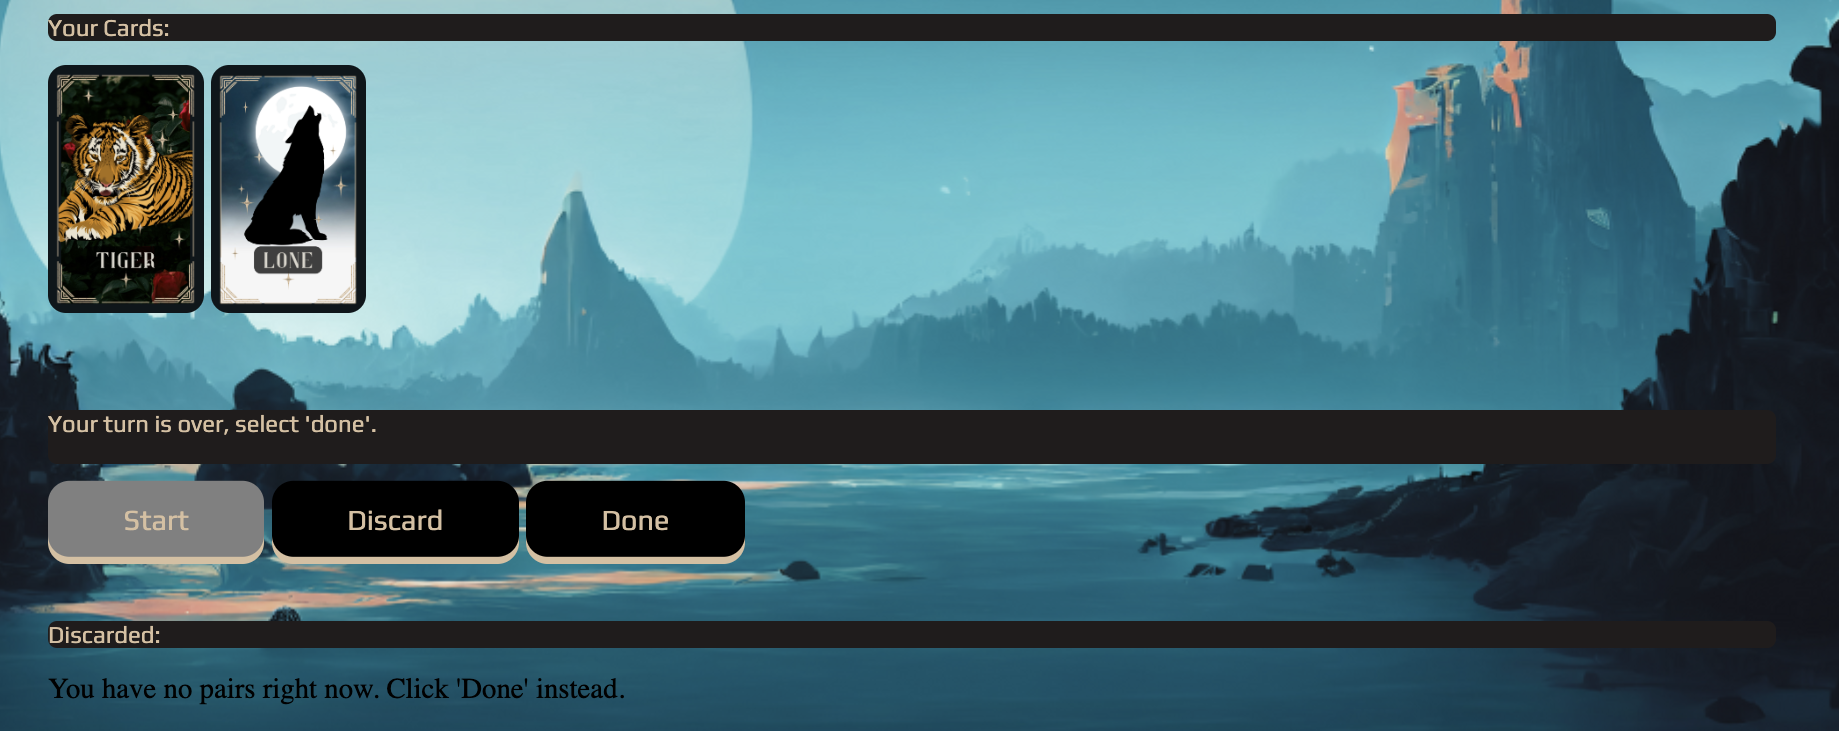 Your Cards:
TIGER
LONE
Your turn is over, select 'done'.
Start
Discard
Done
Discarded:
You have no pairs right now. Click 'Done' instead.